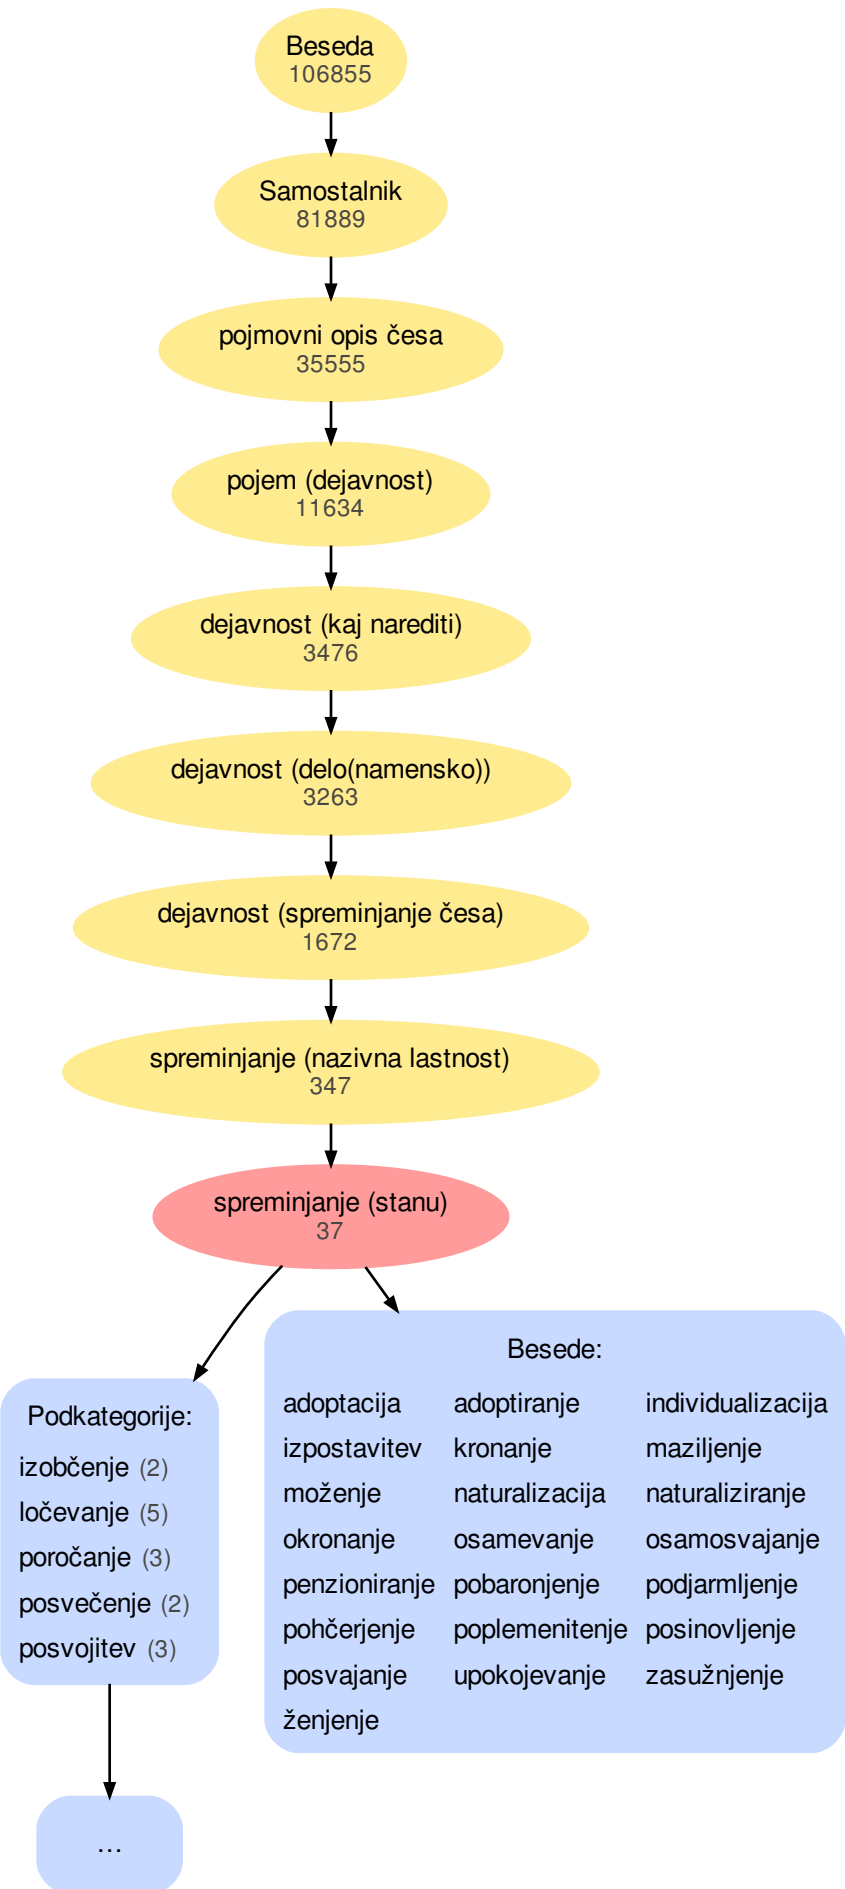 Beseda
106855
Samostalnik
81889
pojmovni opis česa
35555
pojem (dejavnost)
11634
dejavnost (kaj narediti)
3476
dejavnost (delo(namensko))
3263
dejavnost (spreminjanje česa)
1672
spreminjanje (nazivna lastnost)
347
spreminjanje (stanu)
37
Podkategorije:
izobčenje (2)
ločevanje (5)
poročanje (3)
posvečenje (2)
posvojitev (3)
...
Besede:
adoptacija adoptiranje individualizacija
izpostavitev kronanje maziljenje
moženje naturalizacija naturaliziranje
okronanje osamevanje osamosvajanje
penzioniranje pobaronjenje podjarmljenje
pohčerjenje poplemenitenje posinovljenje
posvajanje upokojevanje zasužnjenje
ženjenje